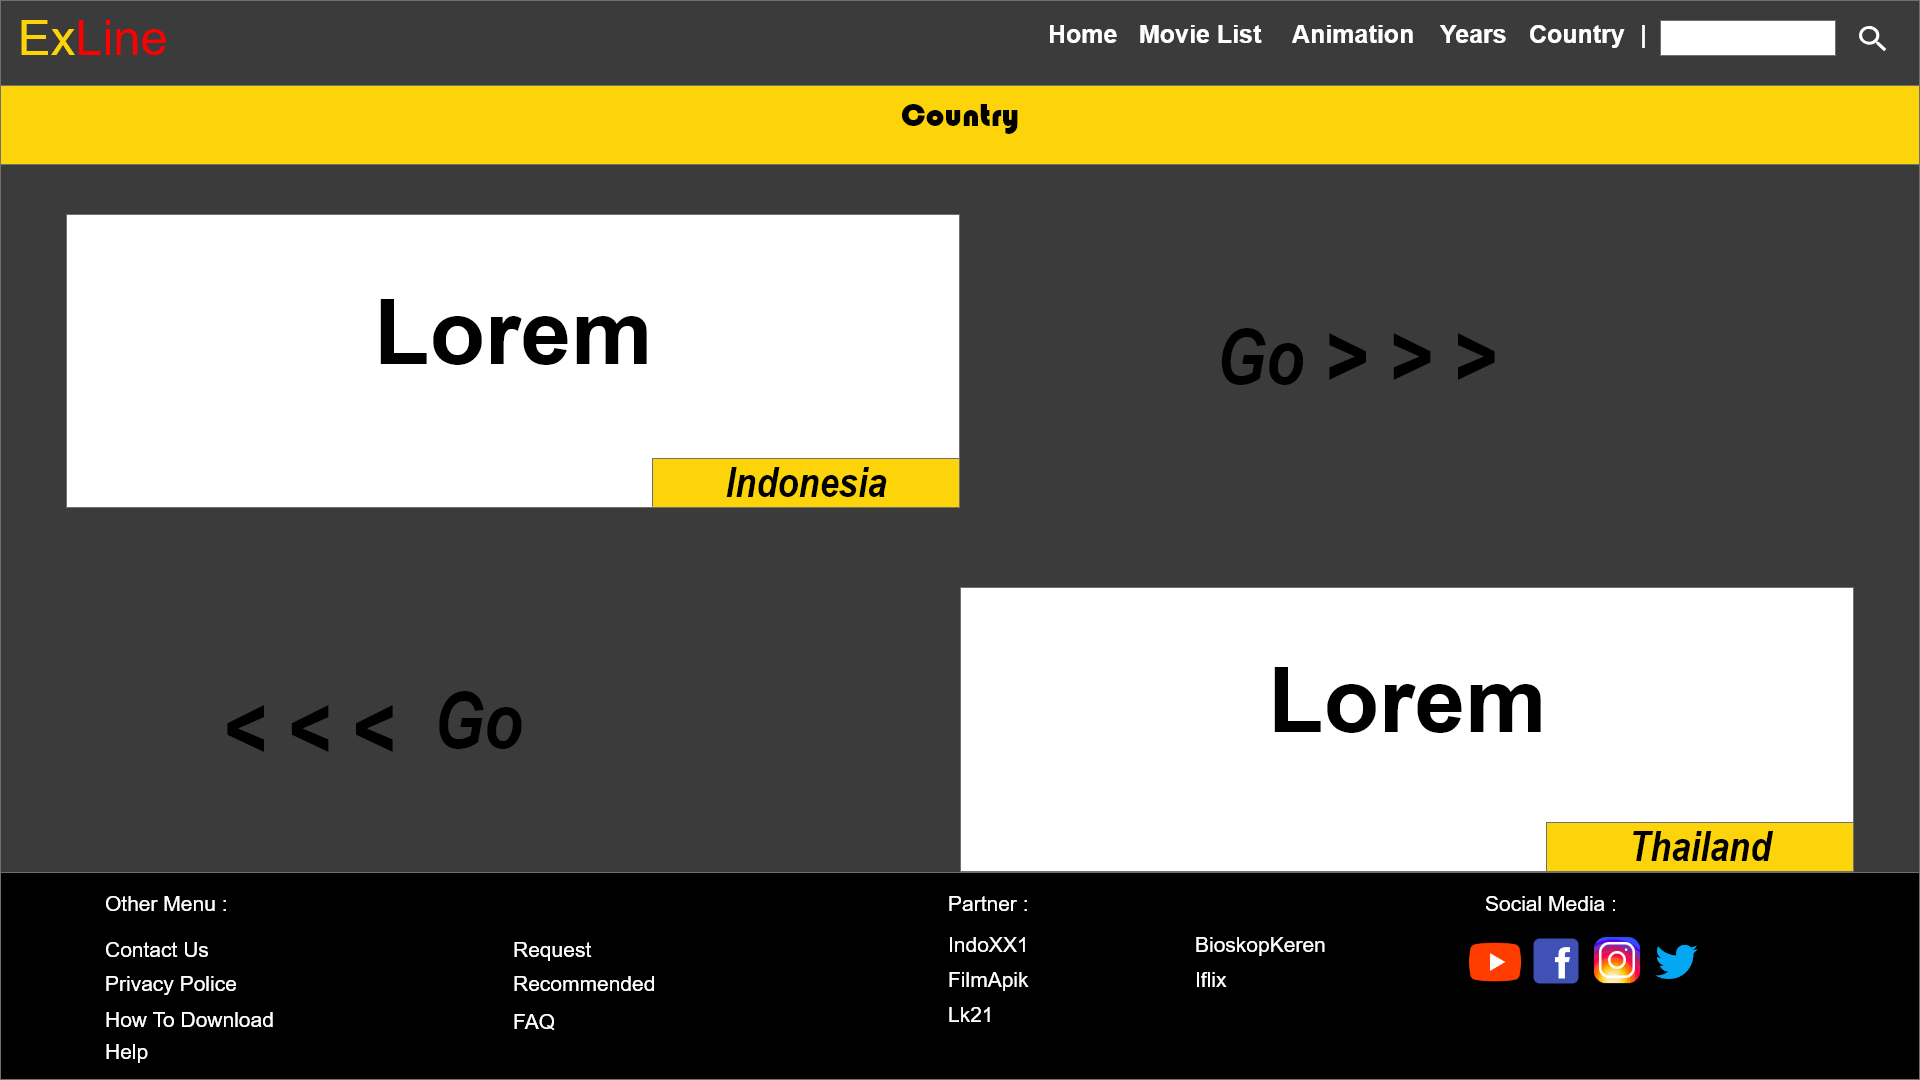 ExLine
Home Movie List Animation Years Country |
Country
Lorem
Indonesia
Go > > >
< < < Go
Lorem
Thailand
Other Menu :
Contact Us
Privacy Police
How To Download
Help
Request
Recommended
FAQ
Partner :
IndoXX1
FilmApik
Lk21
BioskopKeren
Iflix
Social Media :